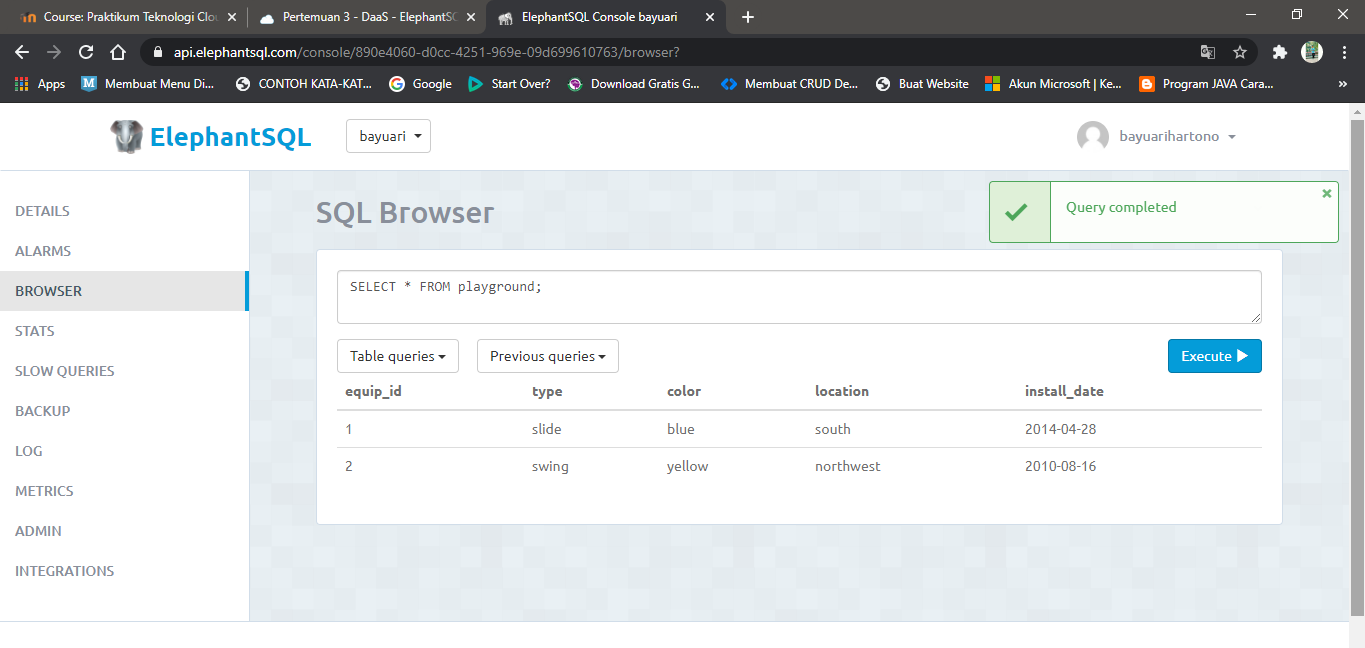 Course: Praktikum Teknologi Clou
Pertemuan 3 - DaaS - ElephantSQ
ElephantSQL Console bayuari
api.elephantsql.com/console/890e4060-d0cc-4251-969e-09d699610763/browser?
Apps
Membuat Menu Di...
CONTOH KATA-KAT...
Google
Start Over?
Download Gratis G...
Membuat CRUD De...
Buat Website
Akun Microsoft | Ke...
Program JAVA Cara...
»
ElephantSQL
bayuari
bayuarihartono
DETAILS
ALARMS
BROWSER
STATS
SLOW QUERIES
BACKUP
LOG
METRICS
ADMIN
INTEGRATIONS
SQL Browser
Query completed
SELECT * FROM playground;
Table queries
Previous queries
Execute
equip_id type color location install_date
1 slide blue south 2014-04-28
2 swing yellow northwest 2010-08-16